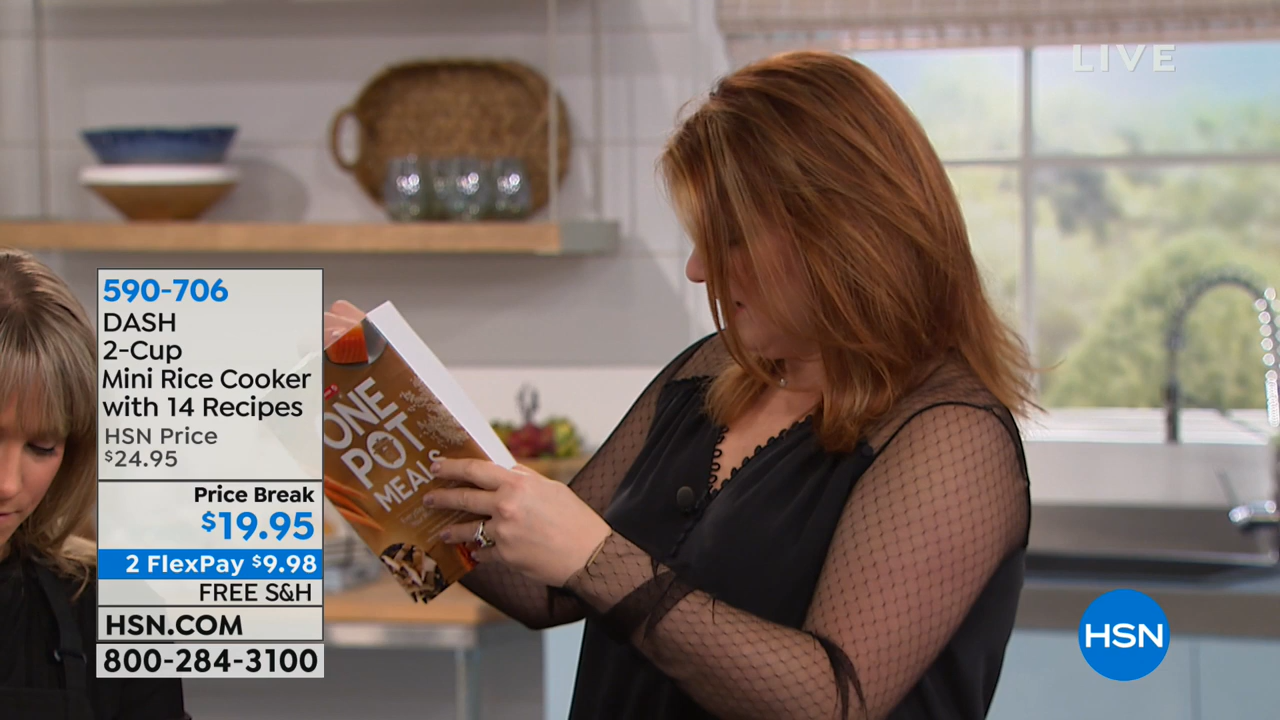 LIVE
590-706
DASH
2-Cup
Mini Rice Cooker
with 14 Recipes
HSN Price
$24.95
Price Break
$19.95
2 FlexPay $9.98
FREE S&H
HSN.COM
800-284-3100
ONE
POT
MEALS
HSN